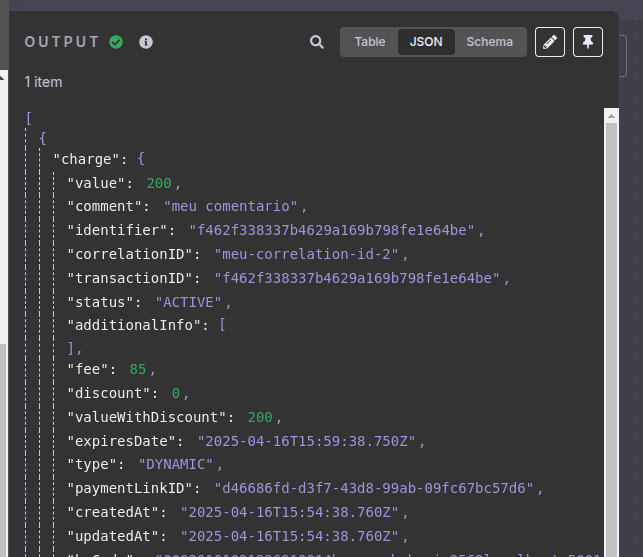 OUTPUT
Table JSON Schema
1 item
[
{
"charge": {
"value": 200,
"comment": "meu comentario",
"identifier": "f462f338337b4629a169b798fe1e64be",
"correlationID": "meu-correlation-id-2",
"transactionID": "f462f338337b4629a169b798fe1e64be",
"status": "ACTIVE",
"additionalInfo": [
],
"fee": 85,
"discount": 0,
"valueWithDiscount": 200,
"expiresDate": "2025-04-16T15:59:38.750Z",
"type": "DYNAMIC",
"paymentLinkID": "d46686fd-d3f7-43d8-99ab-09fc67bc57d6",
"createdAt": "2025-04-16T15:54:38.760Z",
"updatedAt": "2025-04-16T15:54:38.760Z",